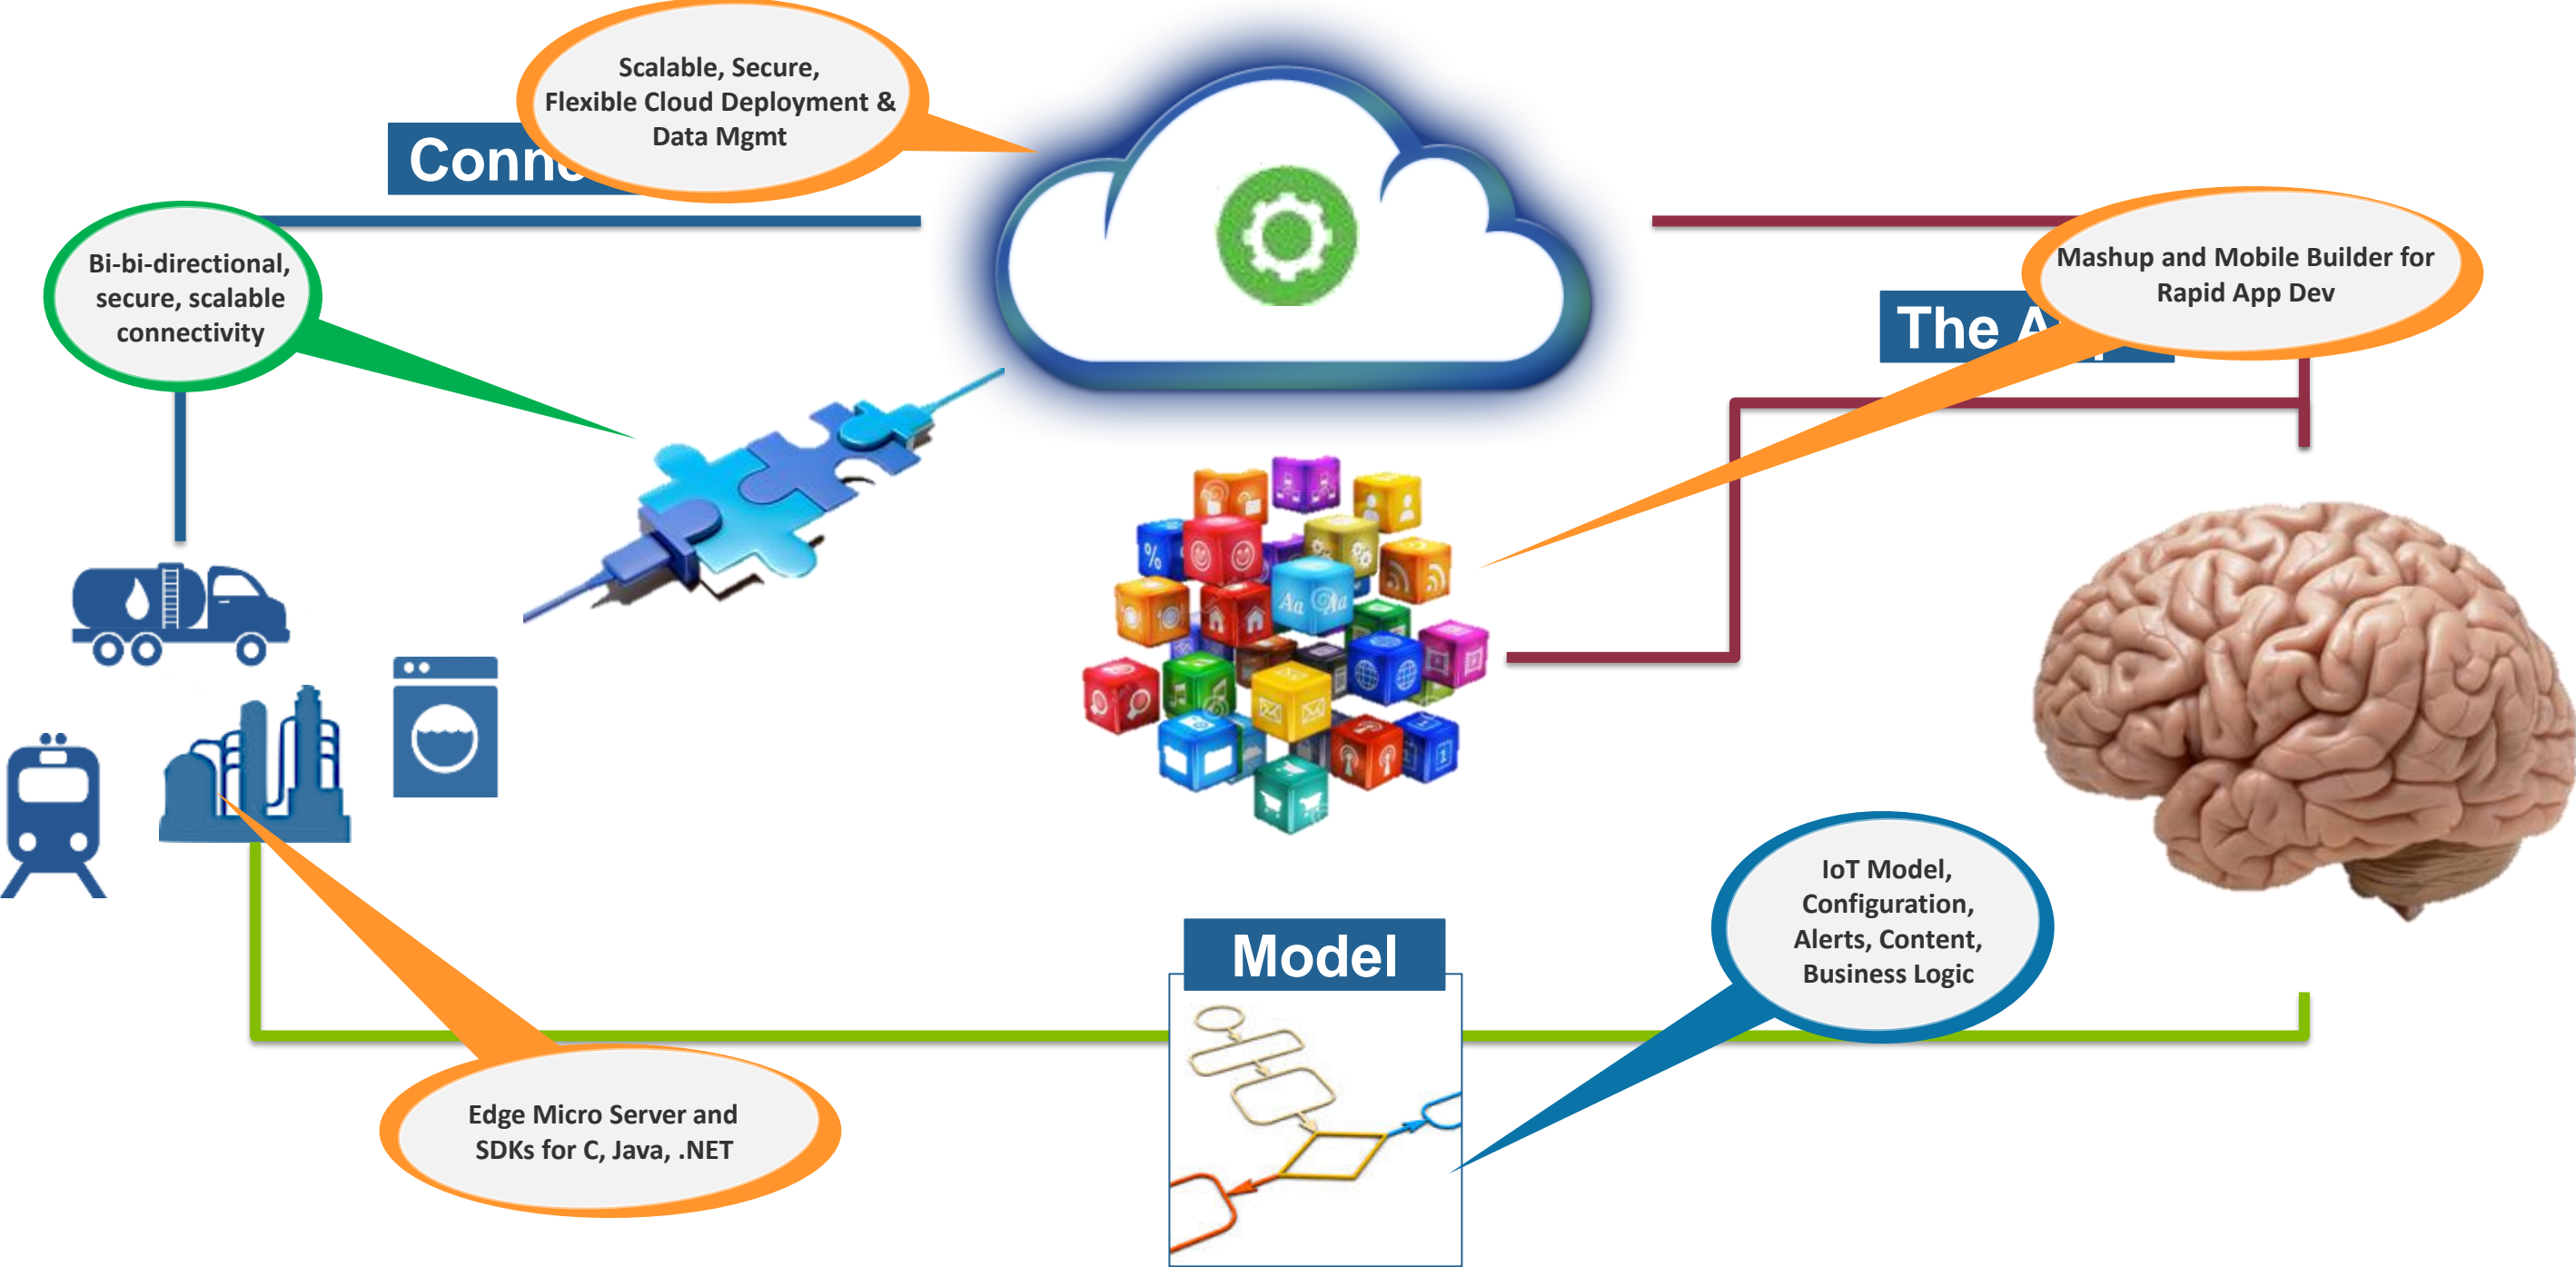 Scalable, Secure,
Flexible Cloud Deployment &
Data Mgmt
Bi-bi-directional,
secure, scalable
connectivity
Mashup and Mobile Builder for
Rapid App Dev
The
IoT Model,
Configuration,
Alerts, Content,
Business Logic
Model
Edge Micro Server and
SDKs for C, Java, .NET